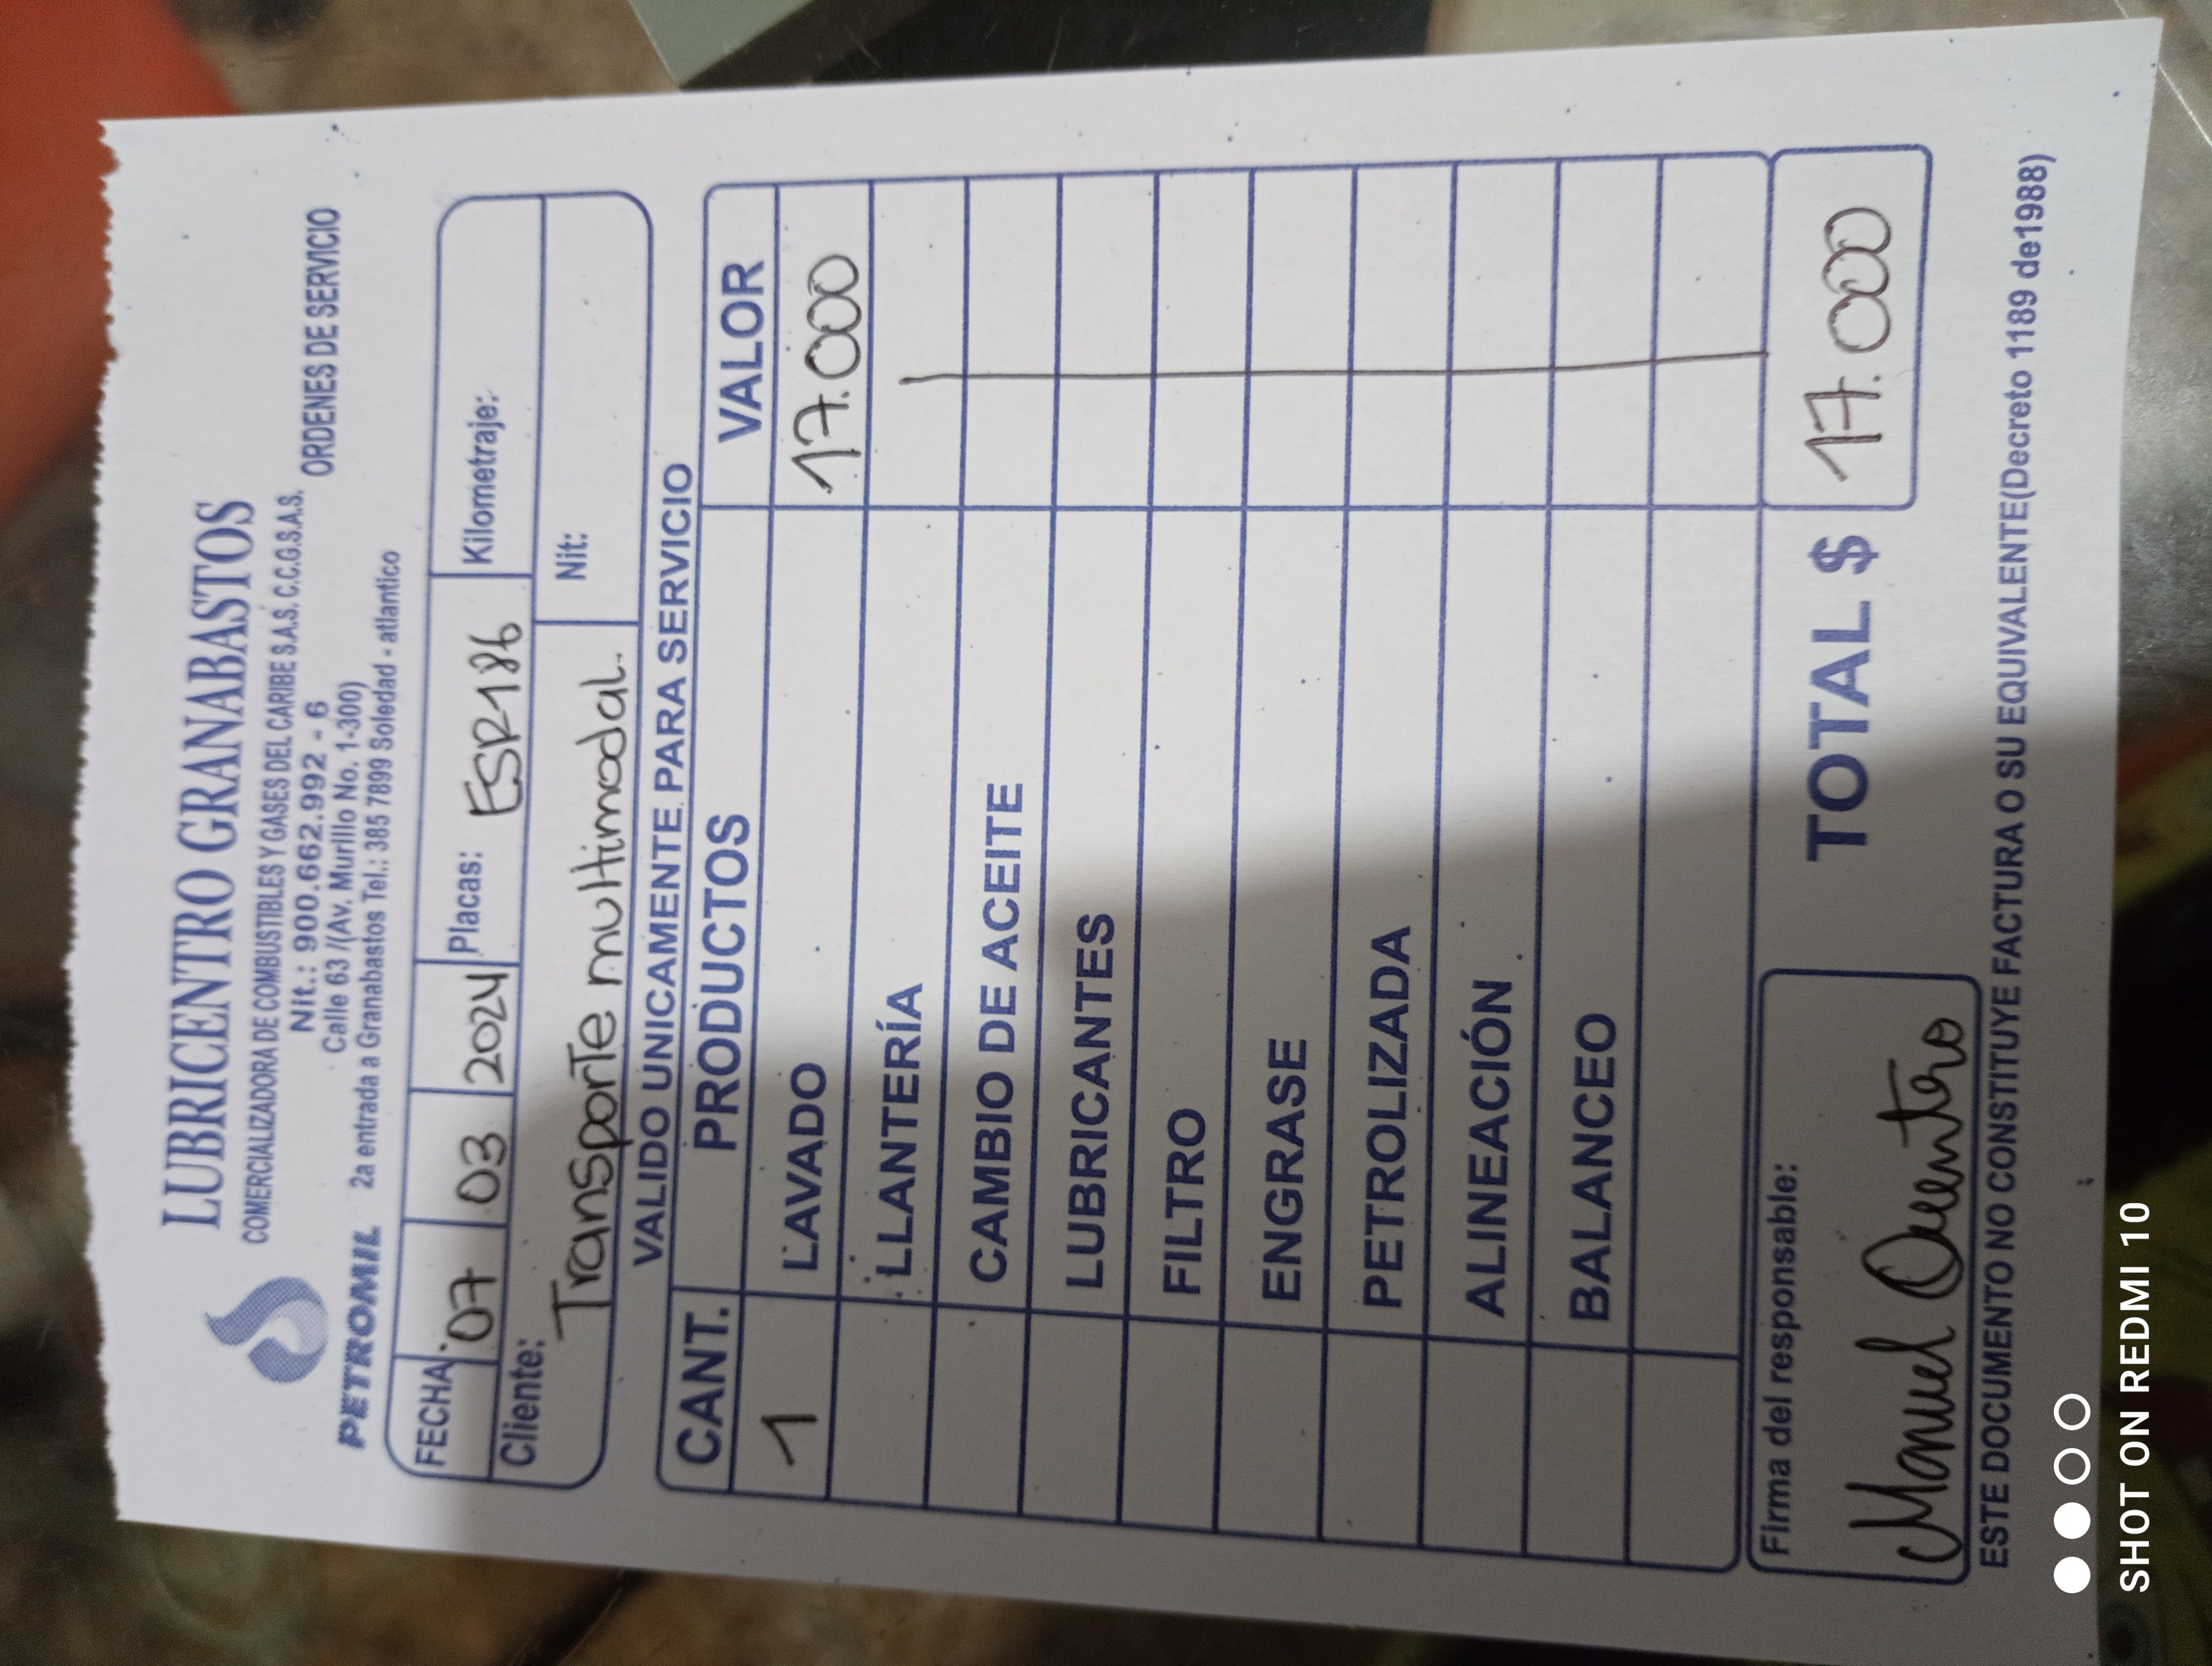 LUBRICENTRO GRANABASTOS
COMERCIALIZADORA DE COMBUSTIBLES Y GASES DEL CARIBE S.A.S. C.C.G.S.A.S.
Nit.: 900.662.992 - 6
ORDENES DE SERVICIO
Calle 63 /(Av. Murillo No. 1-300)
PETROMIL 2a entrada a Granabastos Tel.: 385 7899 Soledad - atlantico
FECHA 07 03 2024 Placas: ESR186 Kilometraje:
Cliente: Transporte multimodal. Nit:
VALIDO UNICAMENTE PARA SERVICIO
CANT. PRODUCTOS VALOR
1 LAVADO 17.000
LLANTERÍA
CAMBIO DE ACEITE
LUBRICANTES
FILTRO
ENGRASE
PETROLIZADA
ALINEACIÓN
BALANCEO
Firma del responsable: TOTAL $ 17.000
Manuel Quentero
ESTE DOCUMENTO NO CONSTITUYE FACTURA O SU EQUIVALENTE(Decreto 1189 de1988)
SHOT ON REDMI 10